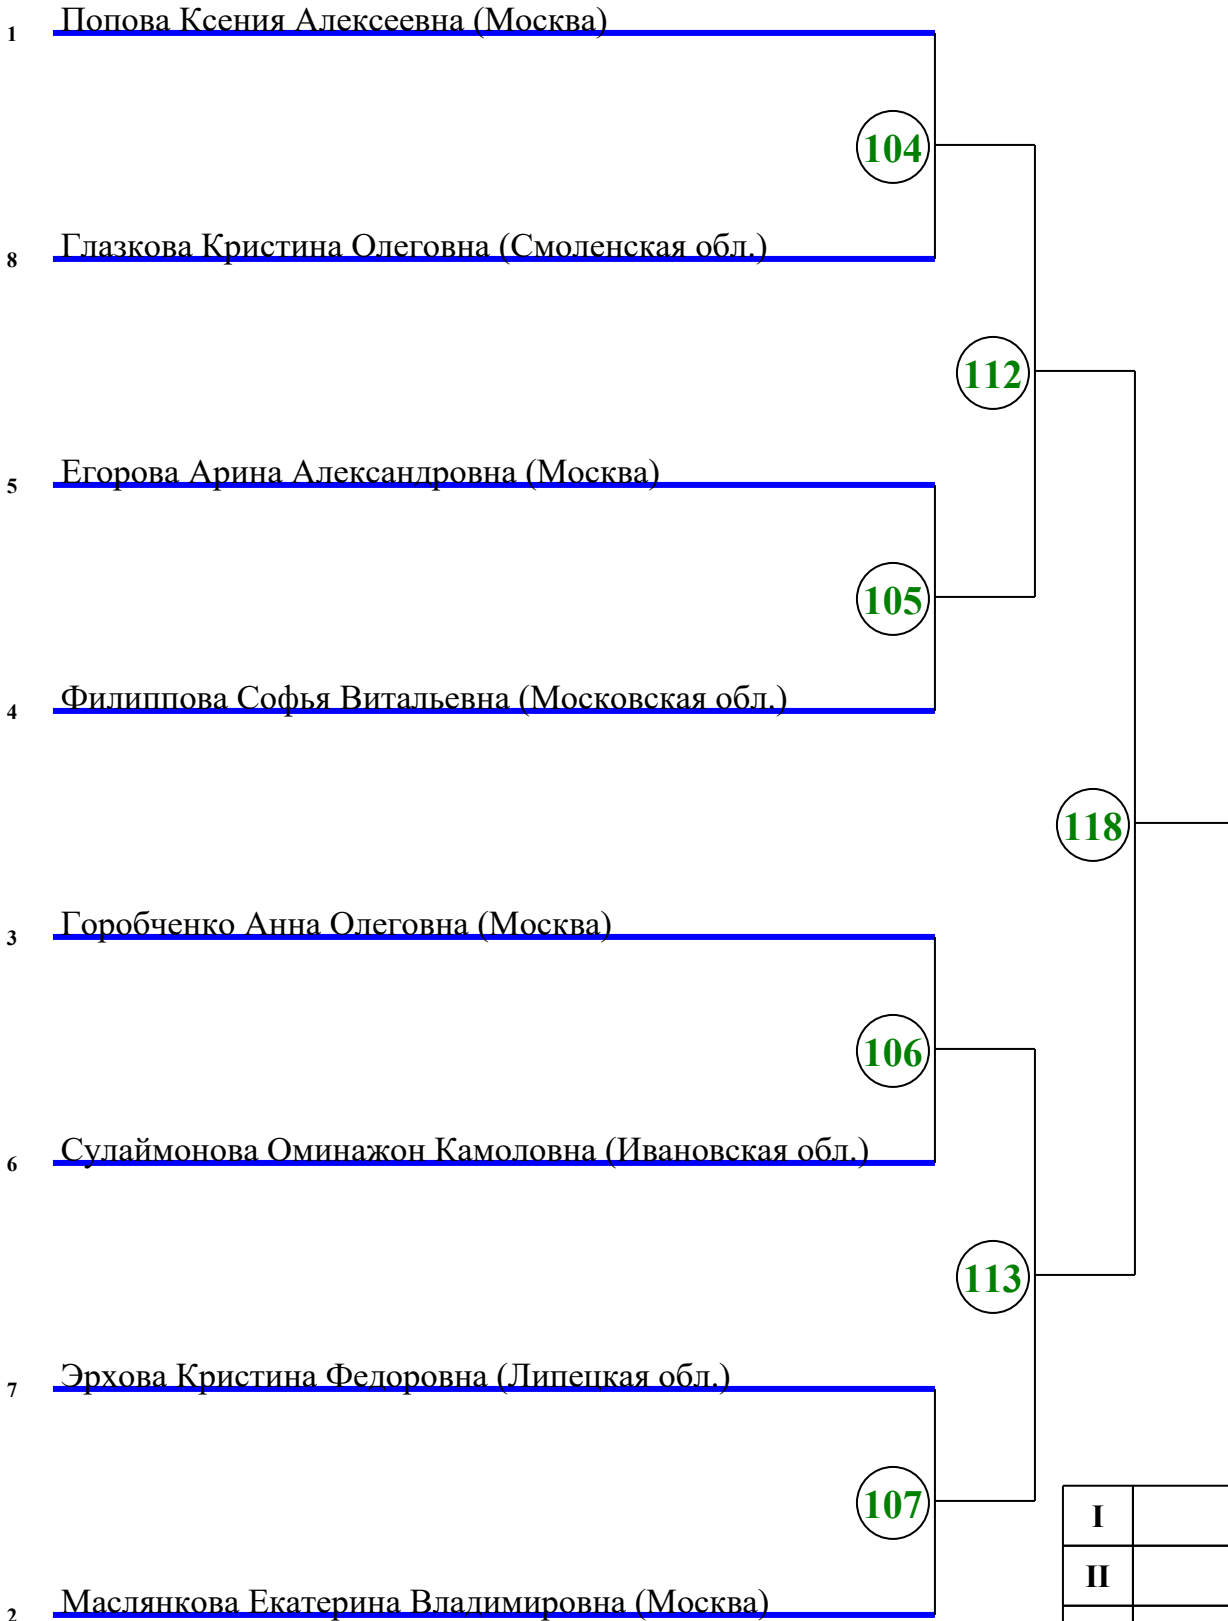 1 Попова Ксения Алексеевна (Москва)
104
8 Глазкова Кристина Олеговна (Смоленская обл.)
112
5 Егорова Арина Александровна (Москва)
105
4 Филиппова Софья Витальевна (Московская обл.)
118
3 Горобченко Анна Олеговна (Москва)
106
6 Сулаймонова Оминажон Камоловна (Ивановская обл.)
113
7 Эрхова Кристина Федоровна (Липецкая обл.)
107
I
II
2 Маслянкова Екатерина Владимировна (Москва)